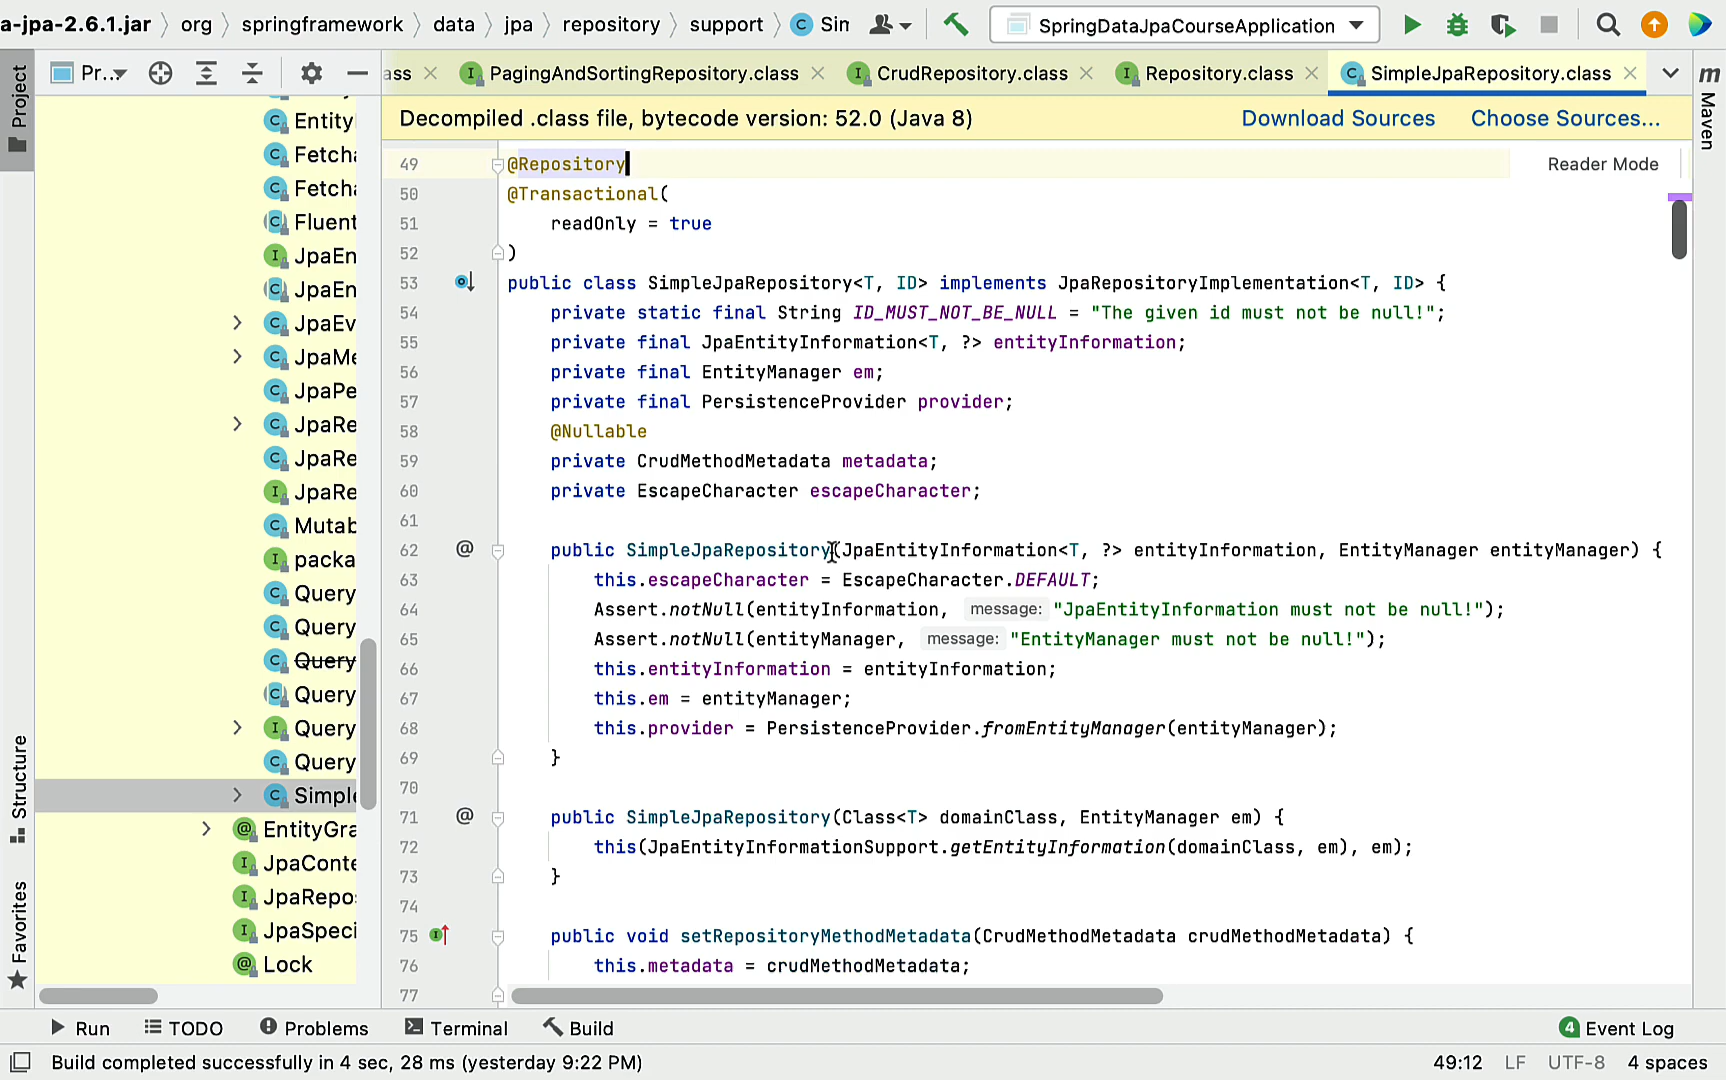 a-jpa-2.6.1.jar org springframework data jpa repository support C Sim SpringDataJpaCourseApplication
Project Pr.. ass PagingAndSortingRepository.class CrudRepository.class Repository.class SimpleJpaRepository.class m Maven
Decompiled .class file, bytecode version: 52.0 (Java 8) Download Sources Choose Sources...
Reader Mode
Entity
Fetcha
Fetcha
Fluent
JpaEn
JpaEn
JpaEv
JpaMe
JpaPe
JpaRe
JpaRe
JpaRe
Mutab
packa
Query
Query
Query
Query
Query
Query
Simple
EntityGra
JpaConte
JpaRepo
JpaSpeci
Lock
Structure
Favorites
49 @Repository
50 @Transactional(
51 readOnly = true
52 )
53 public class SimpleJpaRepository<T, ID> implements JpaRepositoryImplementation<T, ID> {
54 private static final String ID_MUST_NOT_BE_NULL = "The given id must not be null!";
55 private final JpaEntityInformation<T, ?> entityInformation;
56 private final EntityManager em;
57 private final PersistenceProvider provider;
58 @Nullable
59 private CrudMethodMetadata metadata;
60 private EscapeCharacter escapeCharacter;
61
62 @ public SimpleJpaRepository(JpaEntityInformation<T, ?> entityInformation, EntityManager entityManager) {
63 this.escapeCharacter = EscapeCharacter.DEFAULT;
64 Assert.notNull(entityInformation, message: "JpaEntityInformation must not be null!");
65 Assert.notNull(entityManager, message: "EntityManager must not be null!");
66 this.entityInformation = entityInformation;
67 this.em = entityManager;
68 this.provider = PersistenceProvider.fromEntityManager(entityManager);
69 }
70
71 @ public SimpleJpaRepository(Class<T> domainClass, EntityManager em) {
72 this(JpaEntityInformationSupport.getEntityInformation(domainClass, em), em);
73 }
74
75 public void setRepositoryMethodMetadata(CrudMethodMetadata crudMethodMetadata) {
76 this.metadata = crudMethodMetadata;
77
Run TODO Problems Terminal Build 4 Event Log
Build completed successfully in 4 sec, 28 ms (yesterday 9:22 PM) 49:12 LF UTF-8 4 spaces